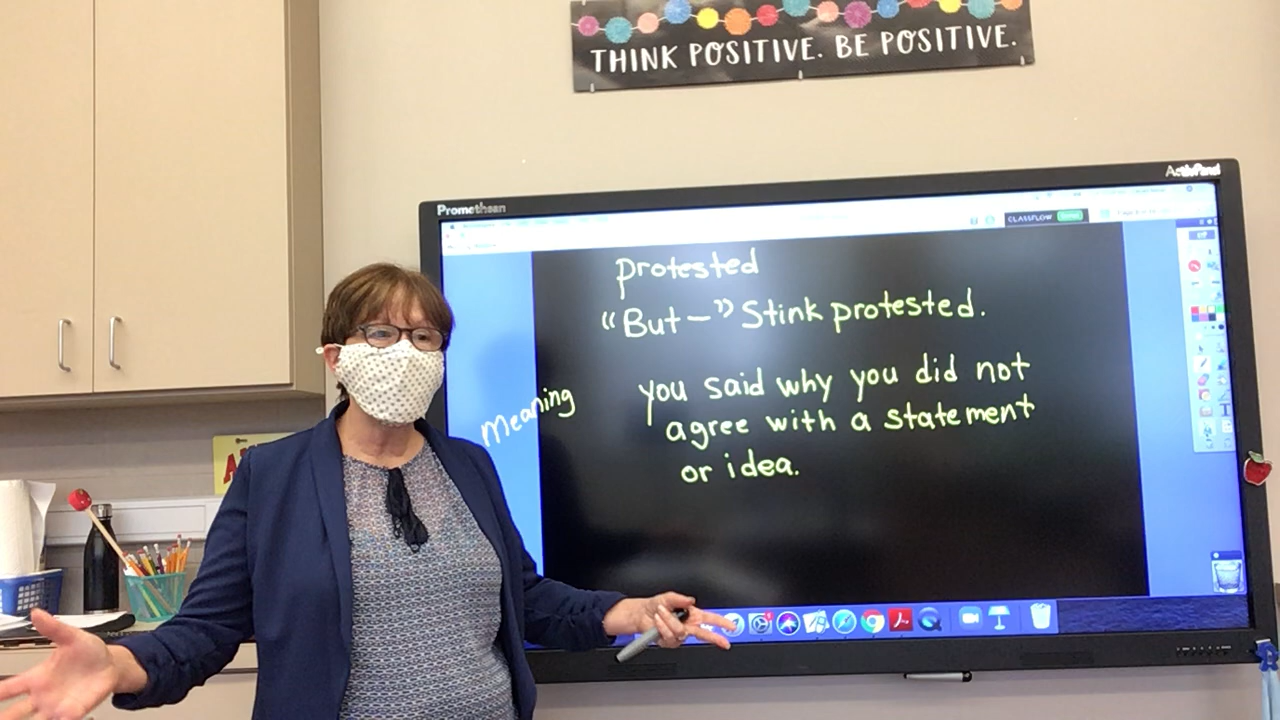 THINK POSITIVE. BE POSITIVE.
Promethean
ActivPanel
CLASSFLOW
protested
"But—" Stink protested.
Meaning
you said why you did not
agree with a statement
or idea.